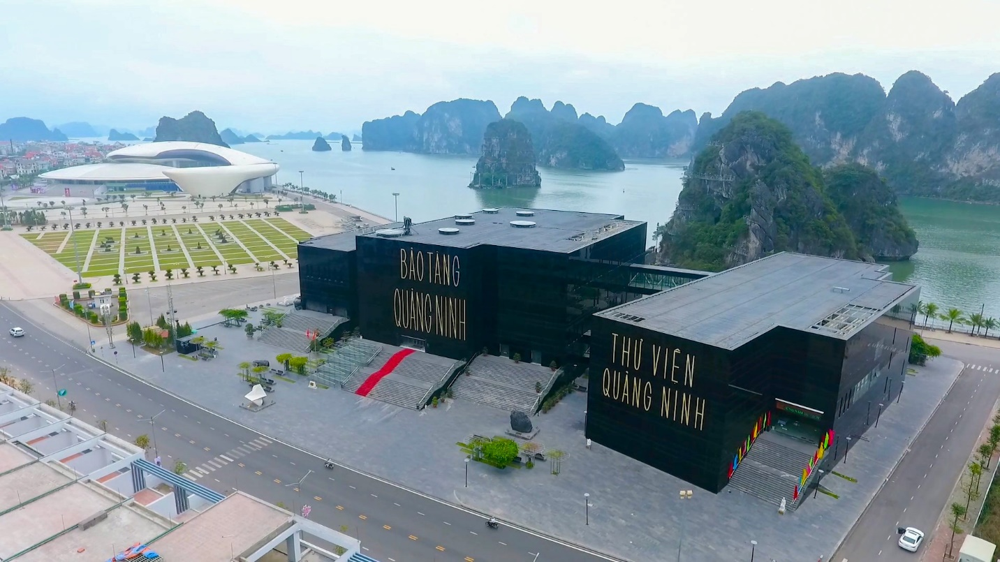 BẢO TÀNG
QUẢNG NINH
THƯ VIỆN
QUẢNG NINH